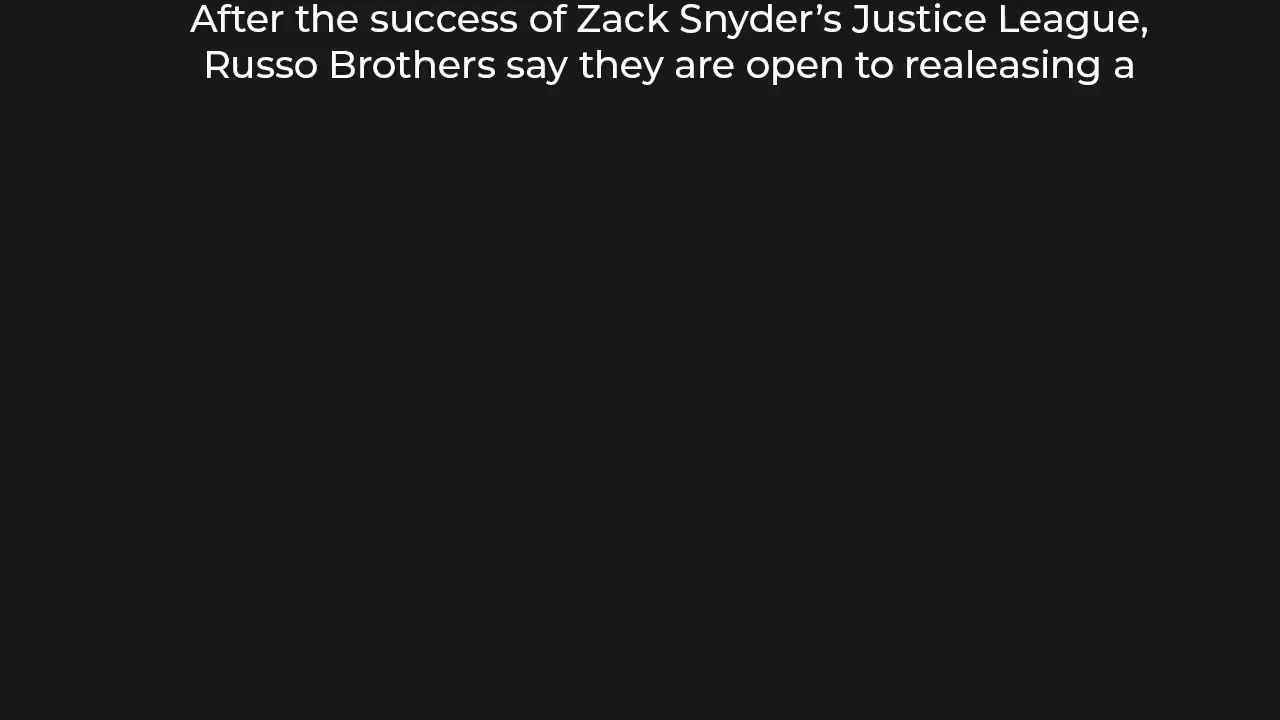 After the success of Zack Snyder’s Justice League,
Russo Brothers say they are open to realeasing a